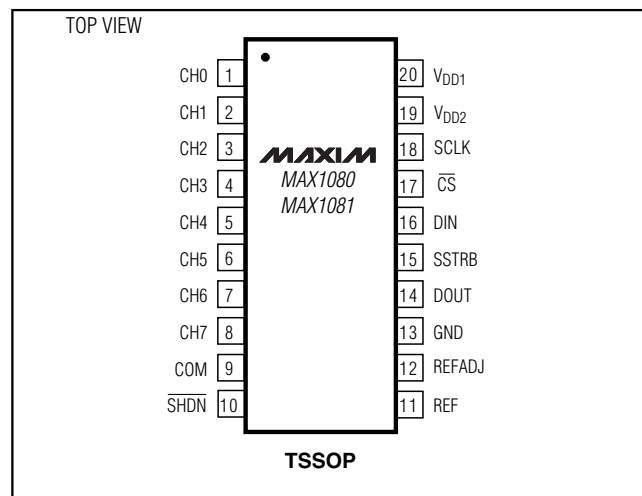 TOP VIEW
CH0 1
CH1 2
CH2 3
CH3 4
CH4 5
CH5 6
CH6 7
CH7 8
COM 9
S̅H̅D̅N̅ 10
MAXIM
MAX1080
MAX1081
20 VDD1
19 VDD2
18 SCLK
17 C̅S̅
16 DIN
15 SSTRB
14 DOUT
13 GND
12 REFADJ
11 REF
TSSOP